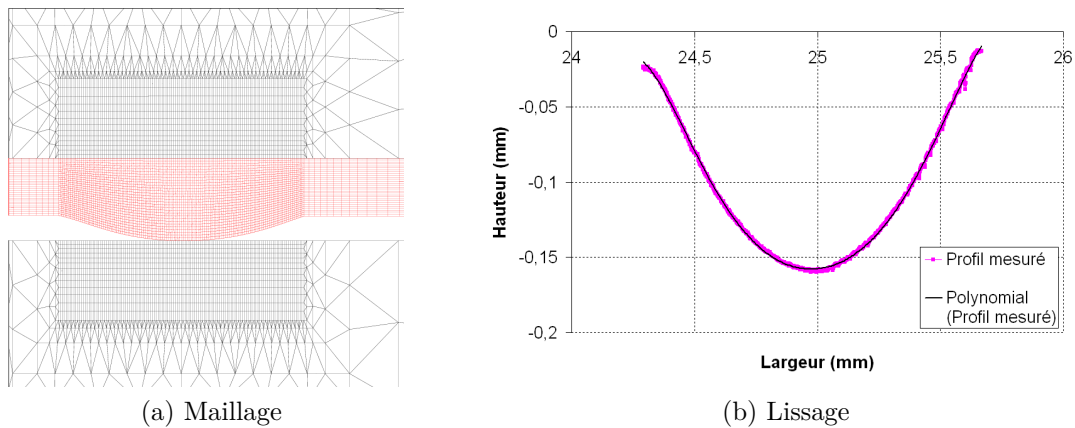 0
24
24,5
25
25,5
26
-0,05
-0,1
-0,15
-0,2
Hauteur (mm)
Profil mesuré
Polynomial
(Profil mesuré)
Largeur (mm)
(a) Maillage
(b) Lissage